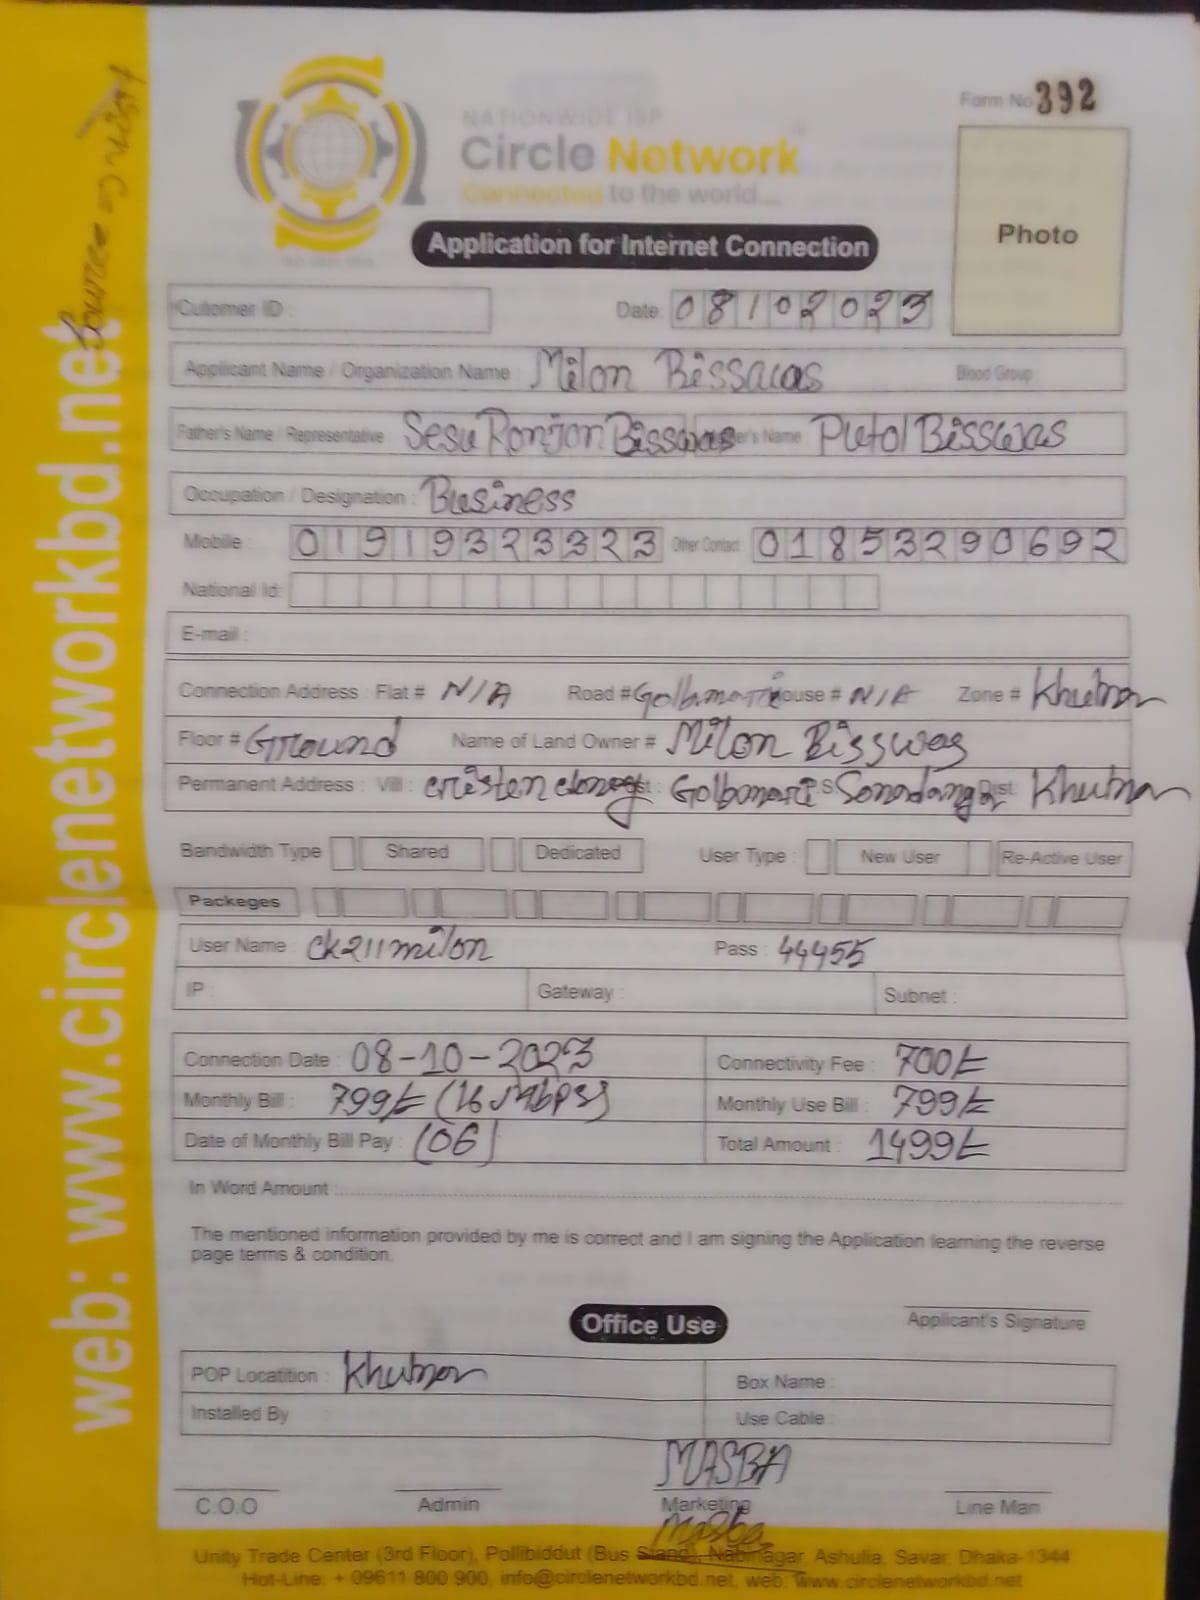 NATIONWIDE ISP
Circle Network
Connected to the world....
Form No 392
Photo
Application for Internet Connection
Cutomer ID :
Date: 08102023
Applicant Name / Organization Name : Milon Bissacas Blood Group
Father's Name / Representative Sesu Ronjon Bisswas er's Name Putol Bisswas
Occupation / Designation : Business
Mobile : 01919323323 Other Contact 01853290692
National Id:
E-mail :
Connection Address : Flat # N/A Road # Golbamari ouse # N/A Zone # Khulna
Floor # Ground Name of Land Owner # Milon Bisswas
Permanent Address : Vill : Golbamari Sonadanga Dist Khulna
Bandwidth Type Shared Dedicated User Type : New User Re-Active User
Packeges
User Name : ck211milon Pass : 44455
IP : Gateway : Subnet :
Connection Date : 08-10-2023 Connectivity Fee : 700/=
Monthly Bill : 799/= (16 Mbps) Monthly Use Bill : 799/=
Date of Monthly Bill Pay : (06) Total Amount : 1499/=
In Word Amount :
The mentioned information provided by me is correct and I am signing the Application learning the reverse
page terms & condition.
Applicant's Signature
Office Use
POP Locatition : Khulna Box Name :
Installed By : Use Cable :
MASBA
C.O.O Admin Marketing Line Man
Masba
Unity Trade Center (3rd Floor), Pollibiddut (Bus Stand), Nabinagar, Ashulia, Savar, Dhaka-1344
Hot-Line: + 09611 800 900, info@circlenetworkbd.net, web: www.circlenetworkbd.net
web: www.circlenetworkbd.net